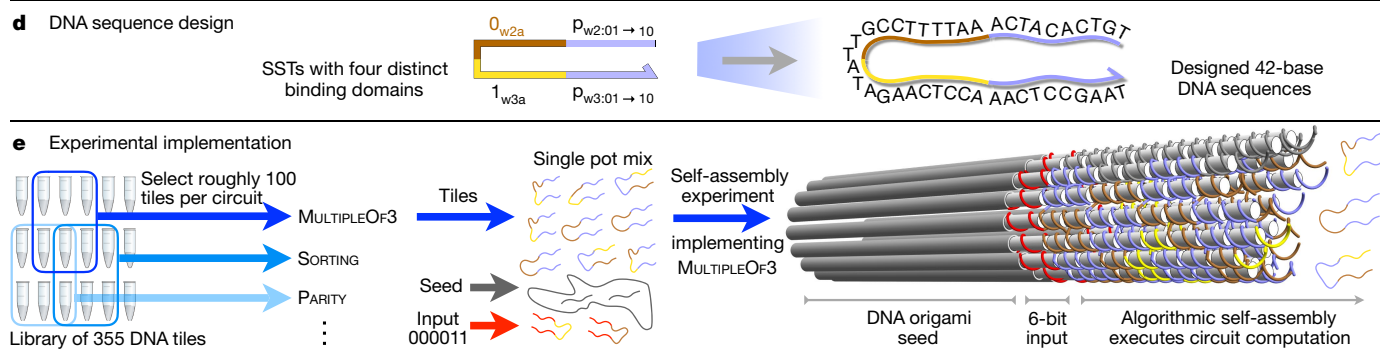 d DNA sequence design
SSTs with four distinct
binding domains
0w2a
pw2:01 → 10
1w3a
pw3:01 → 10
GCCTTTTAA ACTACACTGT
T
T
A
T
AGAACTCCA AACTCCGAAT
Designed 42-base
DNA sequences
e Experimental implementation
Library of 355 DNA tiles
Select roughly 100
tiles per circuit
MULTIPLEOF3
SORTING
PARITY
⋮
Tiles
Seed
Input
000011
Single pot mix
Self-assembly
experiment
implementing
MULTIPLEOF3
DNA origami
seed
6-bit
input
Algorithmic self-assembly
executes circuit computation